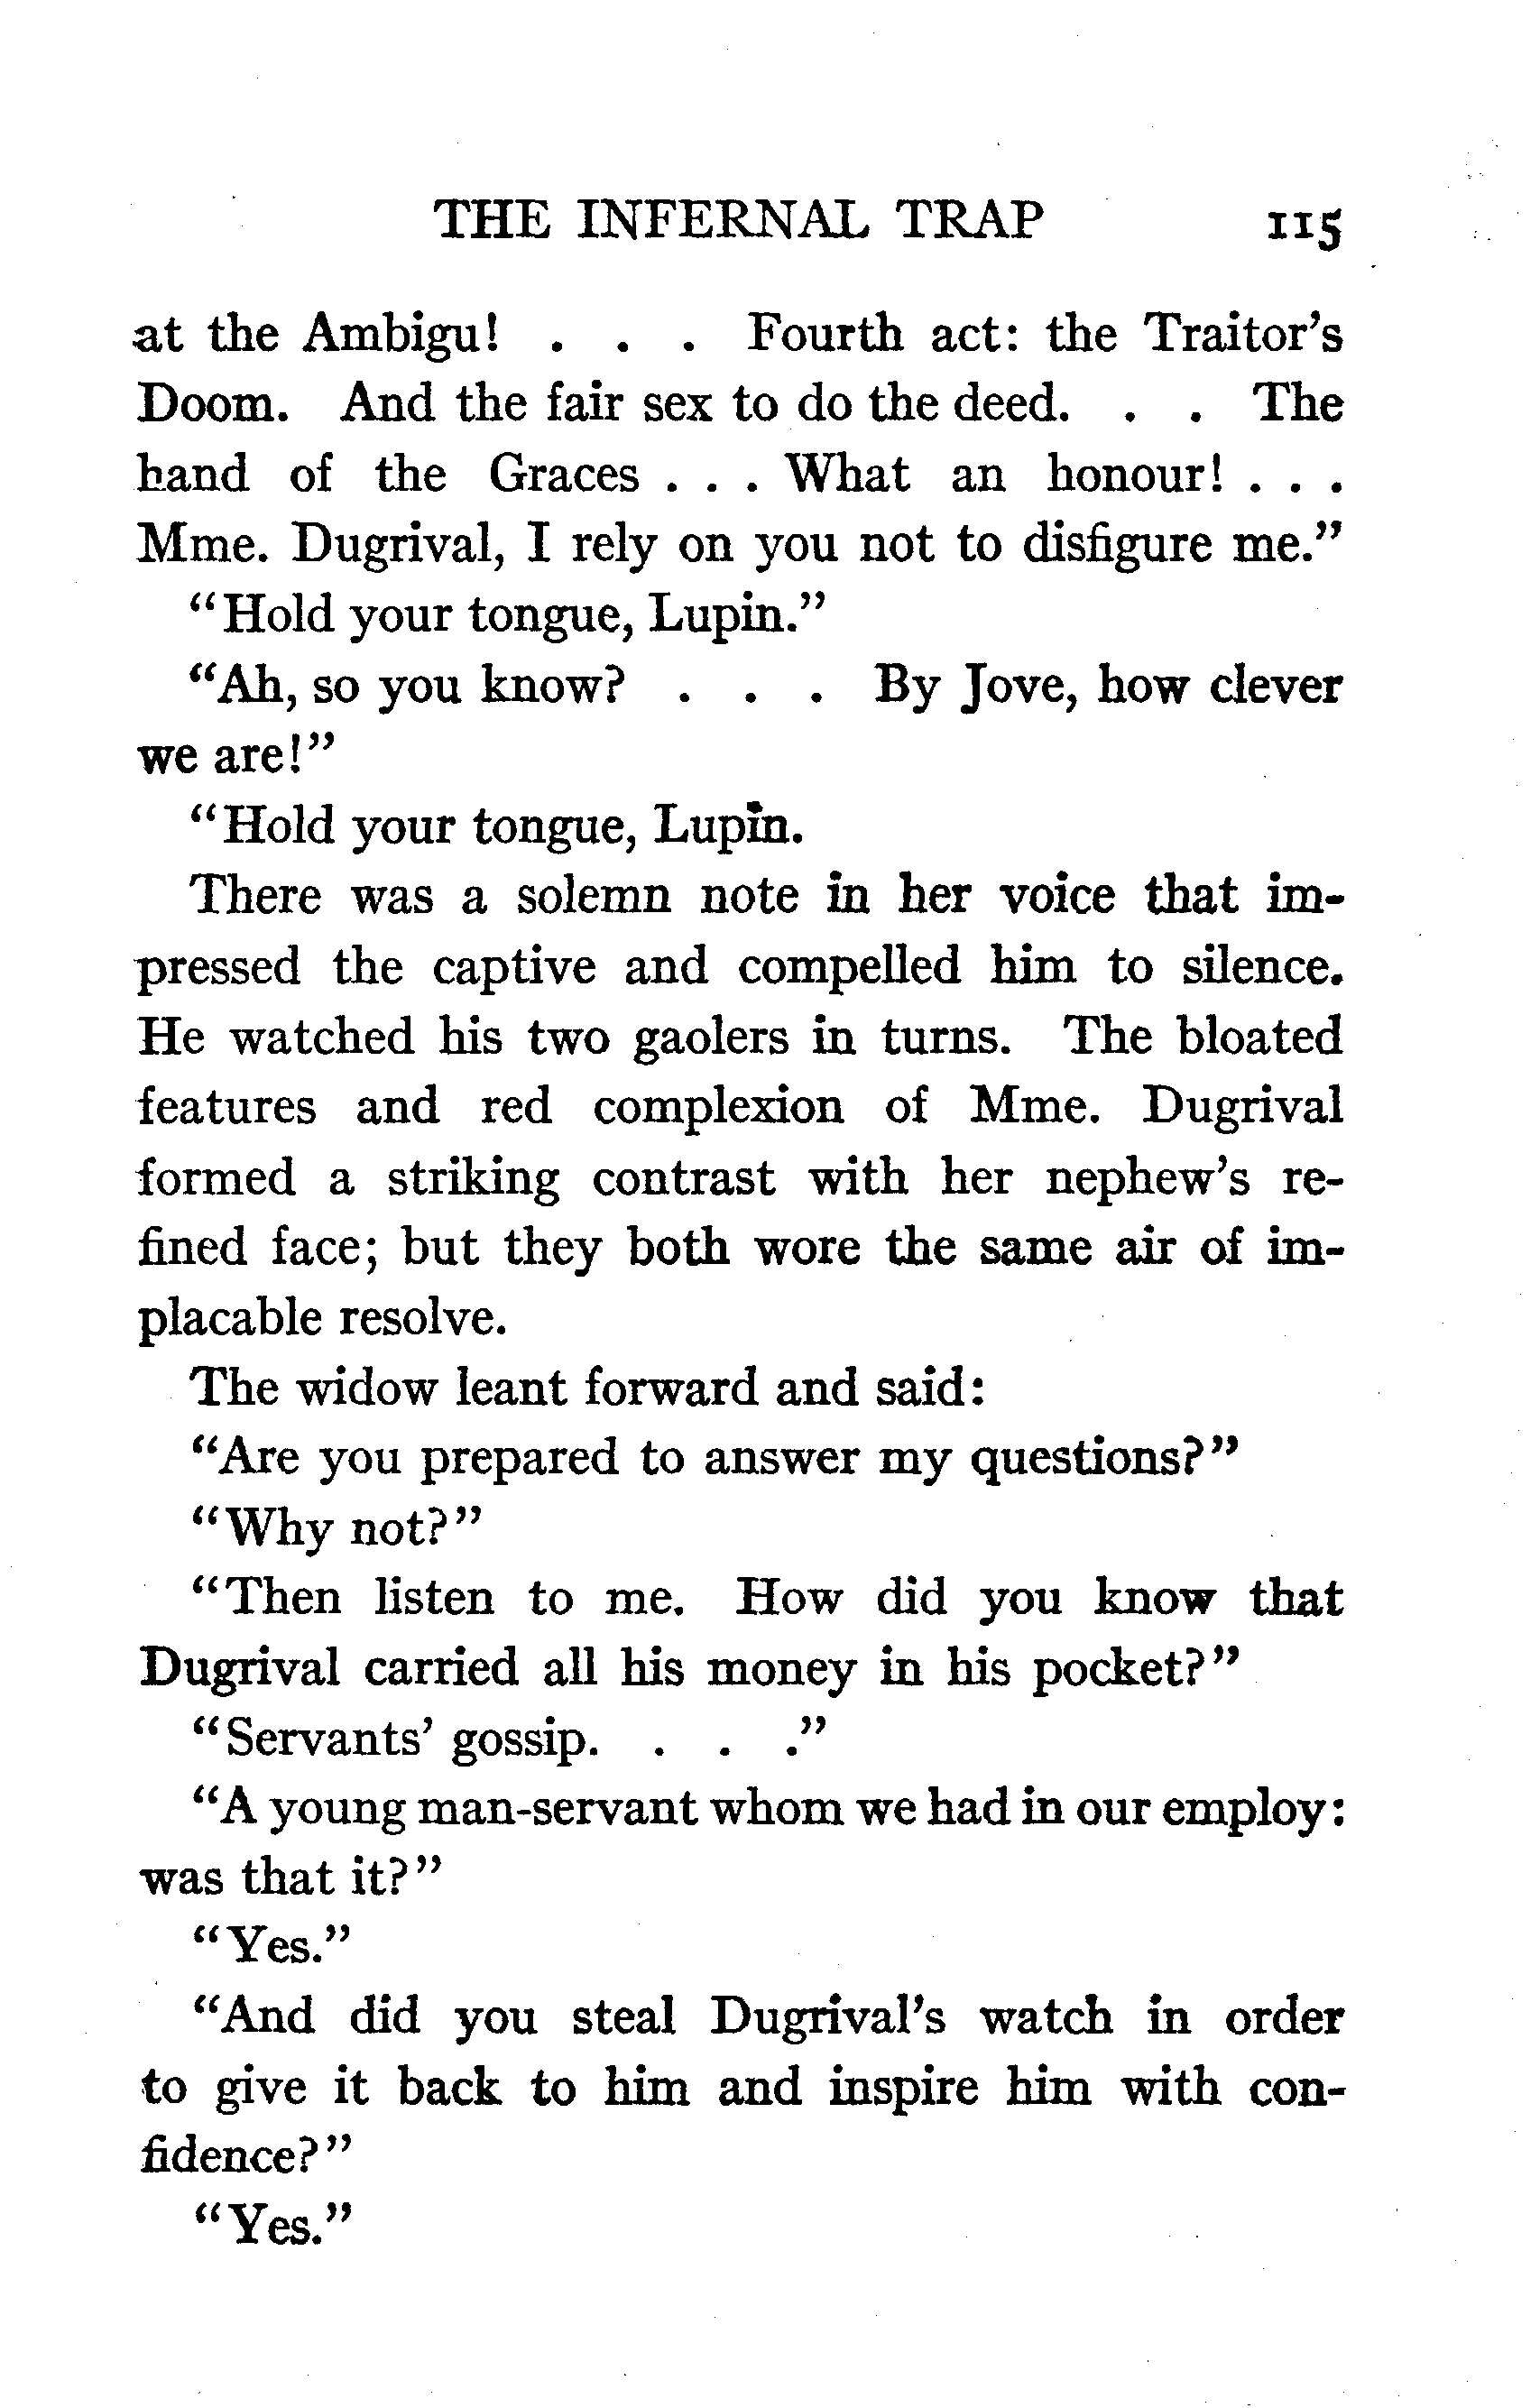 THE INFERNAL TRAP 115
at the Ambigu! . . . Fourth act: the Traitor's
Doom. And the fair sex to do the deed. . . The
hand of the Graces . . . What an honour! . . .
Mme. Dugrival, I rely on you not to disfigure me."
"Hold your tongue, Lupin."
"Ah, so you know? . . . By Jove, how clever
we are!"
"Hold your tongue, Lupin.
There was a solemn note in her voice that im-
pressed the captive and compelled him to silence.
He watched his two gaolers in turns. The bloated
features and red complexion of Mme. Dugrival
formed a striking contrast with her nephew's re-
fined face; but they both wore the same air of im-
placable resolve.
The widow leant forward and said:
"Are you prepared to answer my questions?"
"Why not?"
"Then listen to me. How did you know that
Dugrival carried all his money in his pocket?"
"Servants' gossip. . . ."
"A young man-servant whom we had in our employ:
was that it?"
"Yes."
"And did you steal Dugrival's watch in order
to give it back to him and inspire him with con-
fidence?"
"Yes."